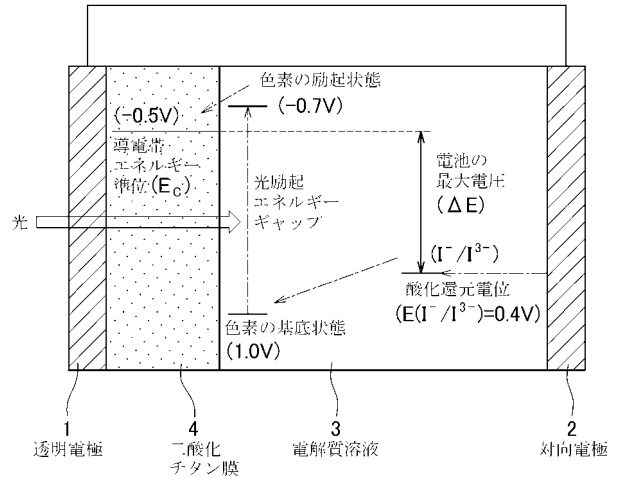 色素の励起状態
(-0.5V)
(-0.7V)
導電帯
エネルギー
準位(E_C)
光励起
エネルギー
ギャップ
電池の
最大電圧
(ΔE)
光
(I⁻/I³⁻)
酸化還元電位
(E(I⁻/I³⁻)=0.4V)
色素の基底状態
(1.0V)
1
透明電極
4
二酸化
チタン膜
3
電解質溶液
2
対向電極